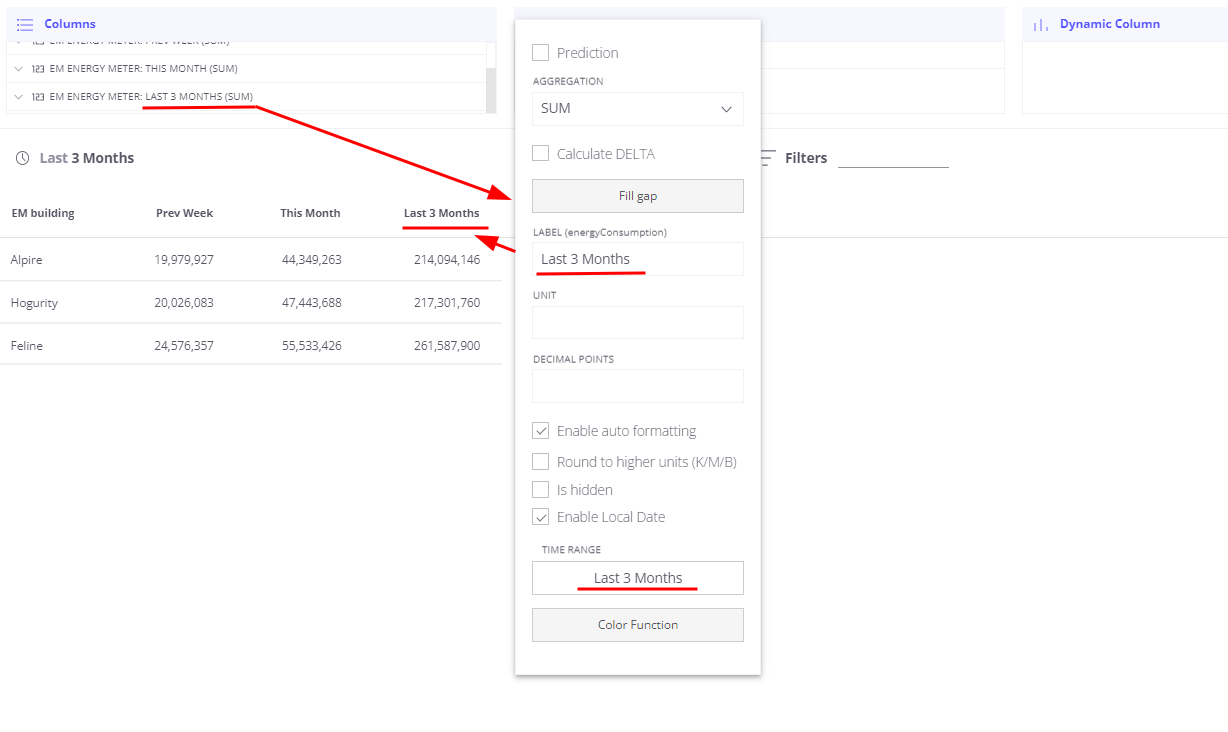 Columns
Dynamic Column
EM ENERGY METER: PREV WEEK (SUM)
123 EM ENERGY METER: THIS MONTH (SUM)
123 EM ENERGY METER: LAST 3 MONTHS (SUM)
Last 3 Months
Filters
EM building Prev Week This Month Last 3 Months
Alpire 19,979,927 44,349,263 214,094,146
Hogurity 20,026,083 47,443,688 217,301,760
Feline 24,576,357 55,533,426 261,587,900
Prediction
AGGREGATION
SUM
Calculate DELTA
Fill gap
LABEL (energyConsumption)
Last 3 Months
UNIT
DECIMAL POINTS
Enable auto formatting
Round to higher units (K/M/B)
Is hidden
Enable Local Date
TIME RANGE
Last 3 Months
Color Function